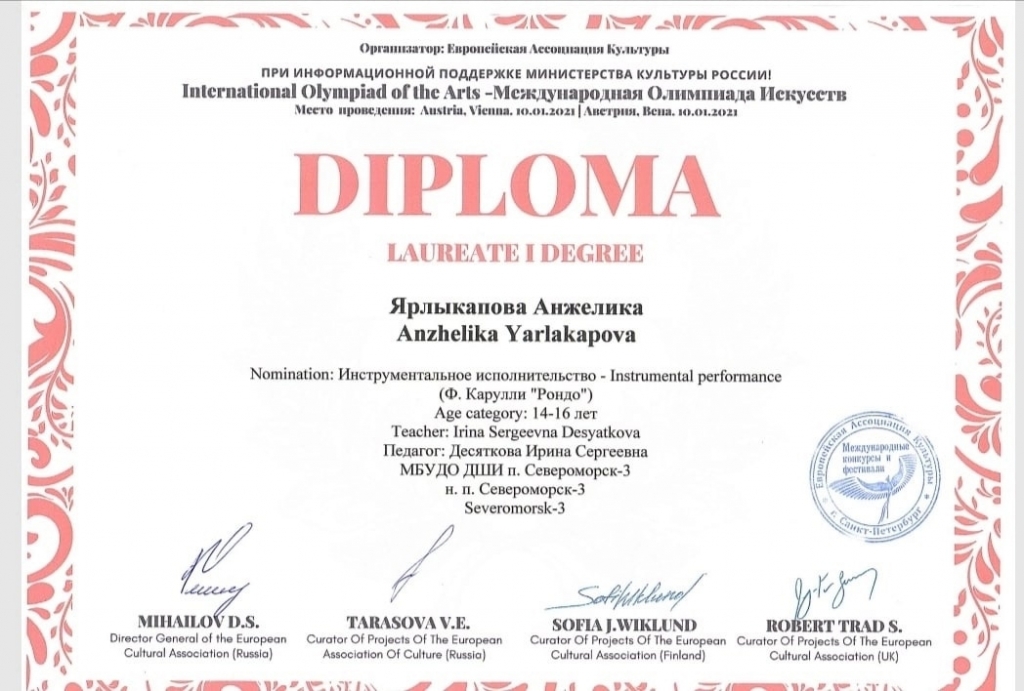 Организатор: Европейская Ассоциация Культуры
ПРИ ИНФОРМАЦИОННОЙ ПОДДЕРЖКЕ МИНИСТЕРСТВА КУЛЬТУРЫ РОССИИ!
International Olympiad of the Arts -Международная Олимпиада Искусств
Место проведения: Austria, Vienna. 10.01.2021 | Австрия, Вена. 10.01.2021
DIPLOMA
LAUREATE I DEGREE
Ярлыкапова Анжелика
Anzhelika Yarlakapova
Nomination: Инструментальное исполнительство - Instrumental performance
(Ф. Карулли "Рондо")
Age category: 14-16 лет
Teacher: Irina Sergeevna Desyatkova
Педагог: Десяткова Ирина Сергеевна
МБУДО ДШИ п. Североморск-3
н. п. Североморск-3
Severomorsk-3
Европейская Ассоциация Культуры
Международные
конкурсы и
фестивали
г. Санкт-Петербург
MIHAILOV D.S.
Director General of the European
Cultural Association (Russia)
TARASOVA V.E.
Curator Of Projects Of The European
Association Of Culture (Russia)
SOFIA J.WIKLUND
Curator Of Projects Of The European
Cultural Association (Finland)
ROBERT TRAD S.
Curator Of Projects Of The European
Cultural Association (UK)